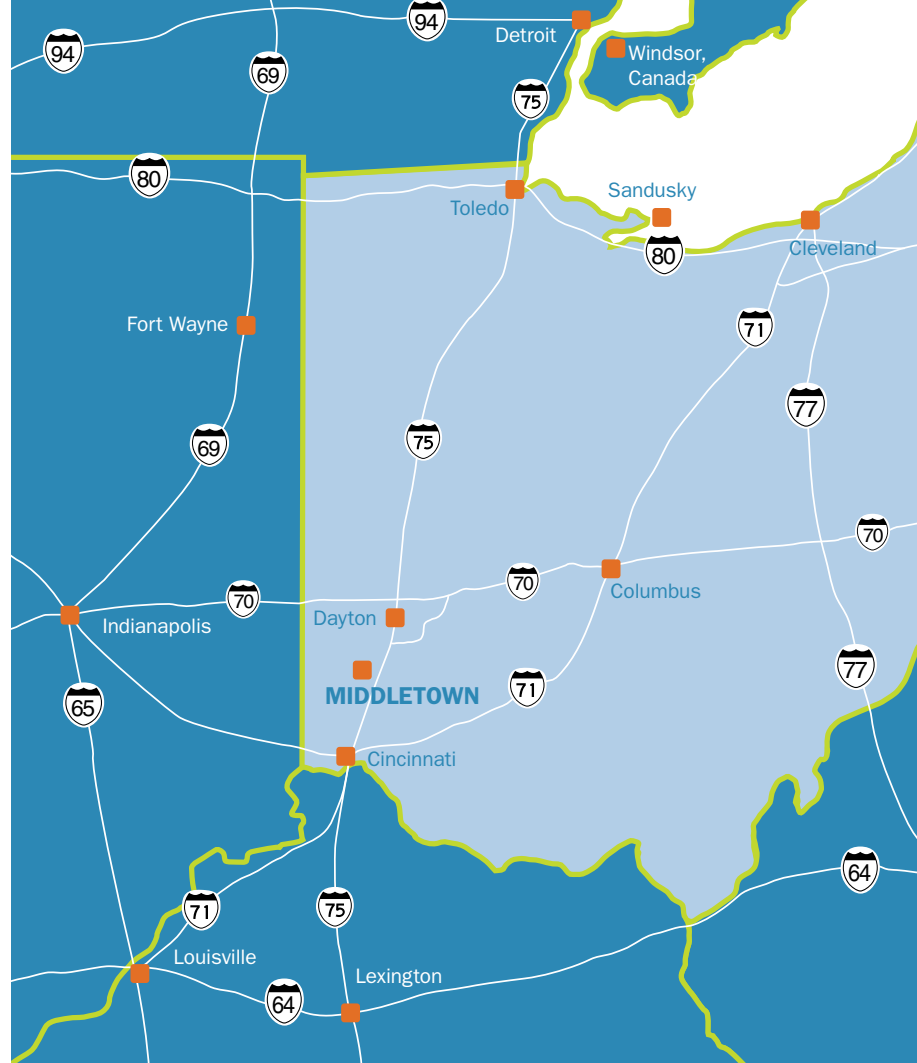 94
Detroit
94
Windsor,
Canada
69
75
80
Sandusky
Toledo
Cleveland
80
Fort Wayne
71
77
75
69
70
70
70
Columbus
Indianapolis
Dayton
77
MIDDLETOWN
71
65
Cincinnati
64
71
75
Louisville
Lexington
64